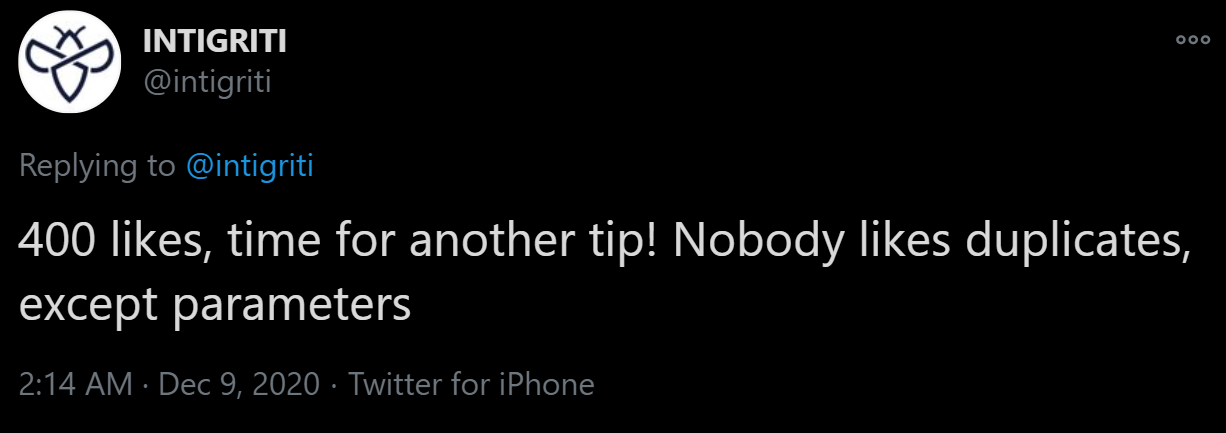 INTIGRITI
@intigriti
Replying to @intigriti
400 likes, time for another tip! Nobody likes duplicates,
except parameters
2:14 AM · Dec 9, 2020 · Twitter for iPhone